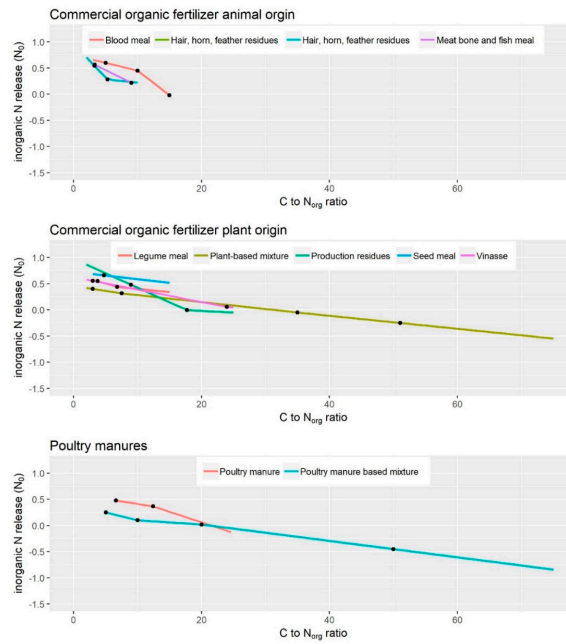 Commercial organic fertilizer animal orgin
Blood meal Hair, horn, feather residues Hair, horn, feather residues Meat bone and fish meal
1.0
0.5
0.0
-0.5
-1.0
-1.5
inorganic N release (N0)
0 20 40 60
C to Norg ratio
Commercial organic fertilizer plant origin
Legume meal Plant-based mixture Production residues Seed meal Vinasse
1.0
0.5
0.0
-0.5
-1.0
-1.5
inorganic N release (N0)
0 20 40 60
C to Norg ratio
Poultry manures
Poultry manure Poultry manure based mixture
1.0
0.5
0.0
-0.5
-1.0
-1.5
inorganic N release (N0)
0 20 40 60
C to Norg ratio